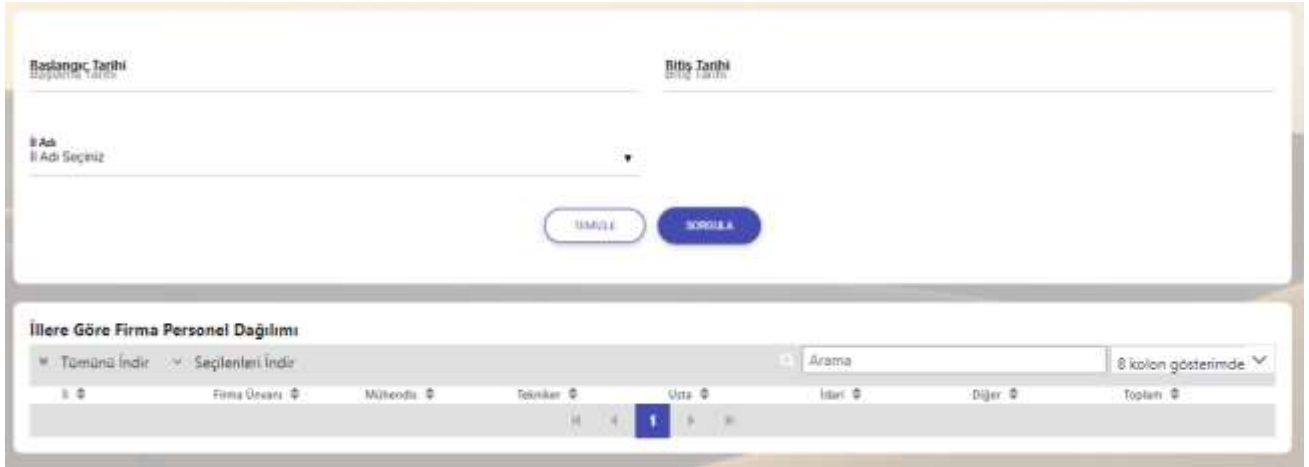 Başlangıç Tarihi
Başlama Tarihi
Bitiş Tarihi
Bitiş Tarihi
İl Adı
İl Adı Seçiniz
TEMİZLE
SORGULA
İllere Göre Firma Personel Dağılımı
Tümünü İndir Seçilenleri İndir Arama 8 kolon gösterimde
İl Firma Ünvanı Mühendis Tekniker Usta İdari Diğer Toplam
1